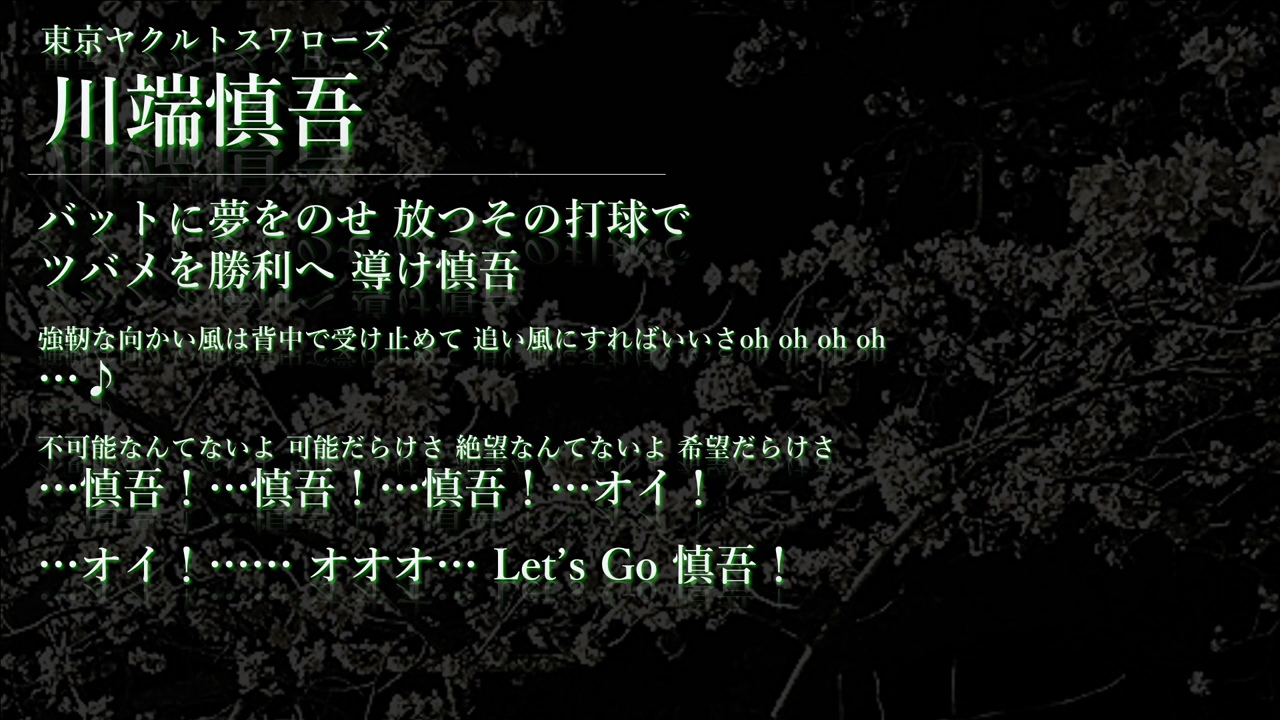 東京ヤクルトスワローズ
川端慎吾
バットに夢をのせ 放つその打球で
ツバメを勝利へ 導け慎吾
強靭な向かい風は背中で受け止めて 追い風にすればいいさoh oh oh oh
…♪
不可能なんてないよ 可能だらけさ 絶望なんてないよ 希望だらけさ
…慎吾！…慎吾！…慎吾！…オイ！
…オイ！…… オオオ… Let’s Go 慎吾！